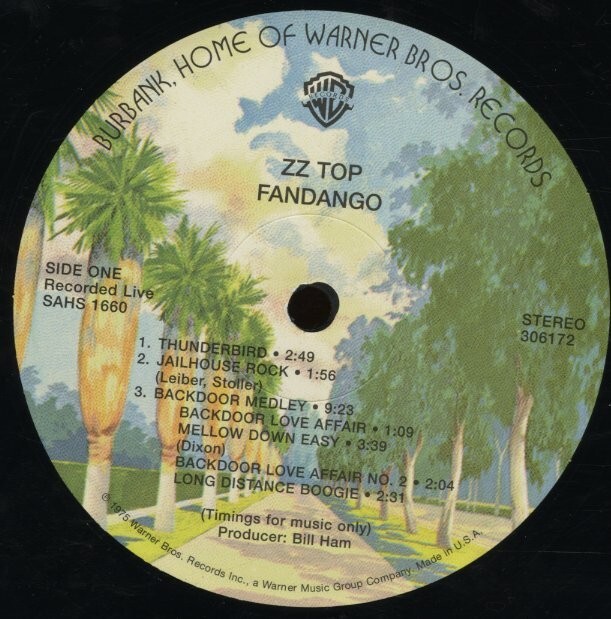 BURBANK, HOME OF WARNER BROS. RECORDS
RECORDS
ZZ TOP
FANDANGO
SIDE ONE
Recorded Live
SAHS 1660
STEREO
306172
1. THUNDERBIRD • 2:49
2. JAILHOUSE ROCK • 1:56
(Leiber, Stoller)
3. BACKDOOR MEDLEY • 9:23
BACKDOOR LOVE AFFAIR • 1:09
MELLOW DOWN EASY • 3:39
(Dixon)
BACKDOOR LOVE AFFAIR NO. 2 • 2:04
LONG DISTANCE BOOGIE • 2:31
(Timings for music only)
Producer: Bill Ham
℗ 1975 Warner Bros. Records Inc., a Warner Music Group Company. Made in U.S.A.